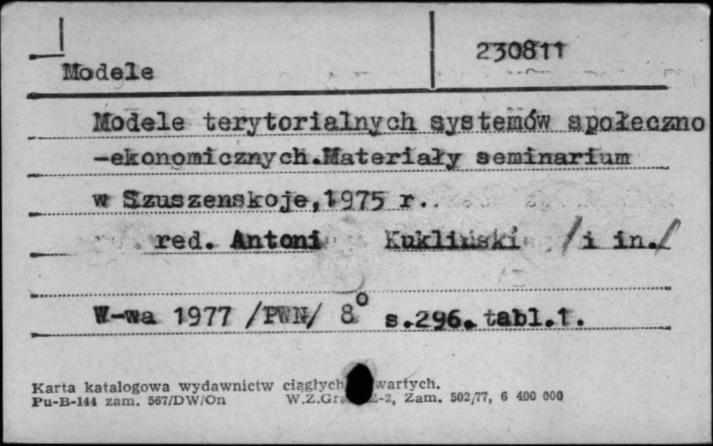 230811
Modele
Modele terytorialnych systemów społeczno
-ekonomicznych.Materiały seminarium
w Szuszenskoje,1975 r..
red. Antoni Kukliński /i in./
W-wa 1977 /PWN/ 8° s.296, tabl.1.
Karta katalogowa wydawnictw ciągłych wartych.
Pu-B-144 zam. 567/DW/On W.Z.Gr Z-2, Zam. 502/77, 6 400 000